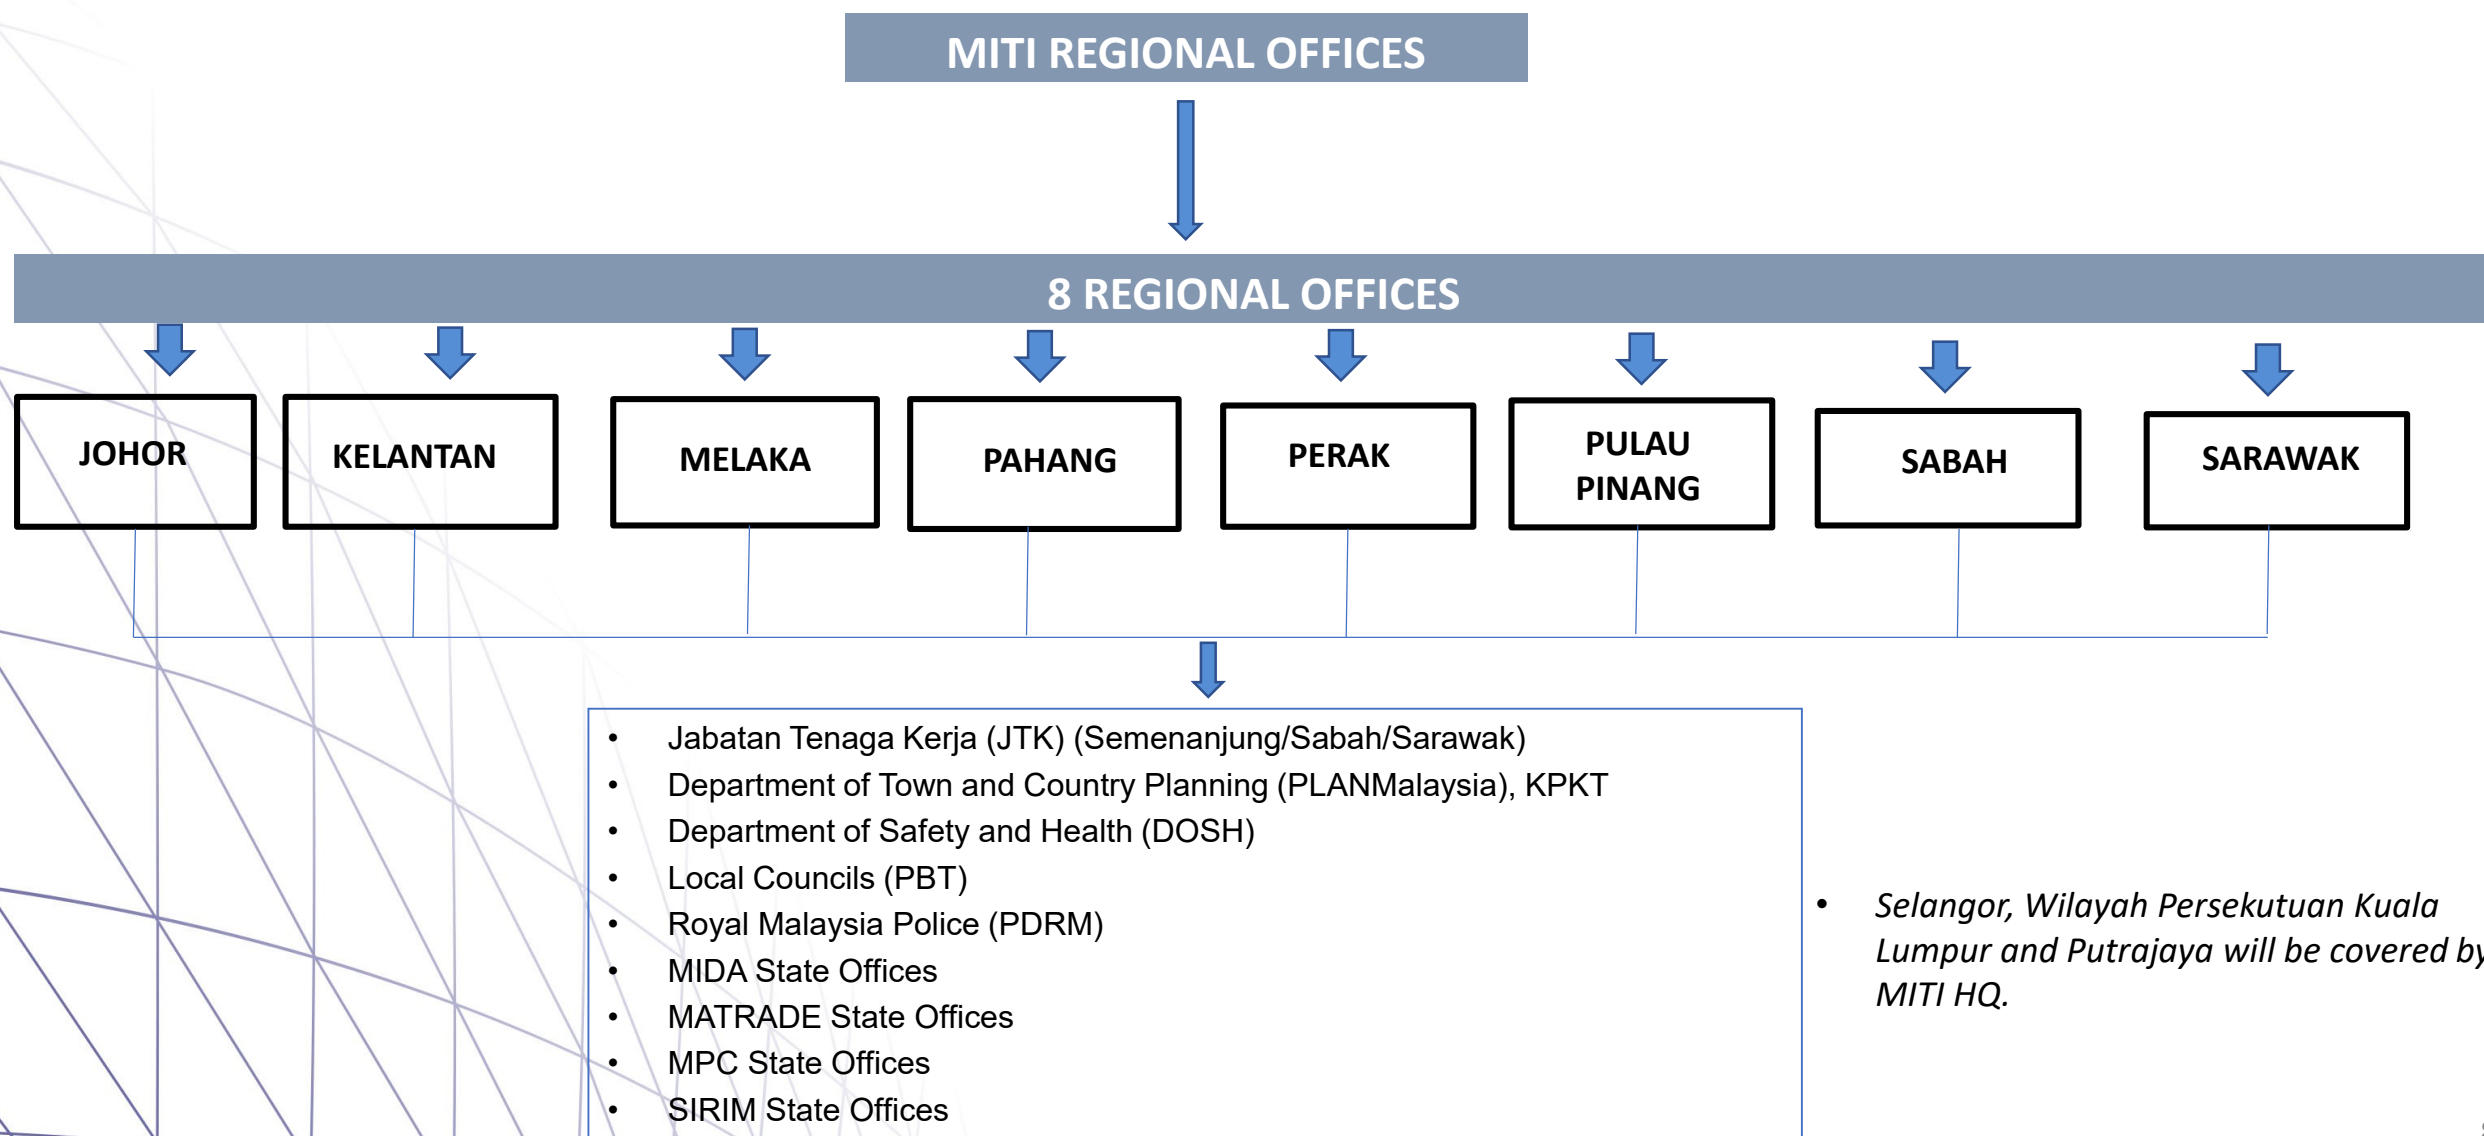 MITI REGIONAL OFFICES
8 REGIONAL OFFICES
JOHOR
KELANTAN
MELAKA
PAHANG
PERAK
PULAU
PINANG
SABAH
SARAWAK
• Jabatan Tenaga Kerja (JTK) (Semenanjung/Sabah/Sarawak)
• Department of Town and Country Planning (PLANMalaysia), KPKT
• Department of Safety and Health (DOSH)
• Local Councils (PBT)
• Royal Malaysia Police (PDRM)
• MIDA State Offices
• MATRADE State Offices
• MPC State Offices
• SIRIM State Offices
• Selangor, Wilayah Persekutuan Kuala
Lumpur and Putrajaya will be covered by
MITI HQ.